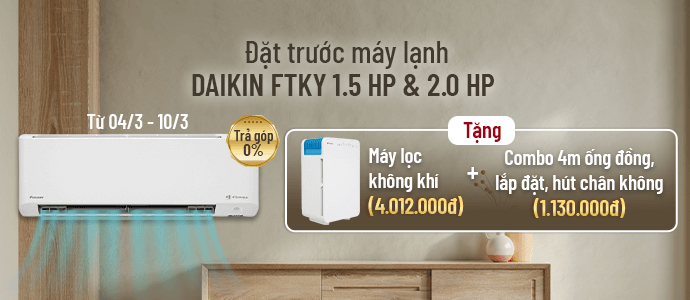 Đặt trước máy lạnh
DAIKIN FTKY 1.5 HP & 2.0 HP
Từ 04/3 - 10/3
Trả góp
0%
Tặng
Máy lọc
không khí
(4.012.000đ)
+
Combo 4m ống đồng,
lắp đặt, hút chân không
(1.130.000đ)